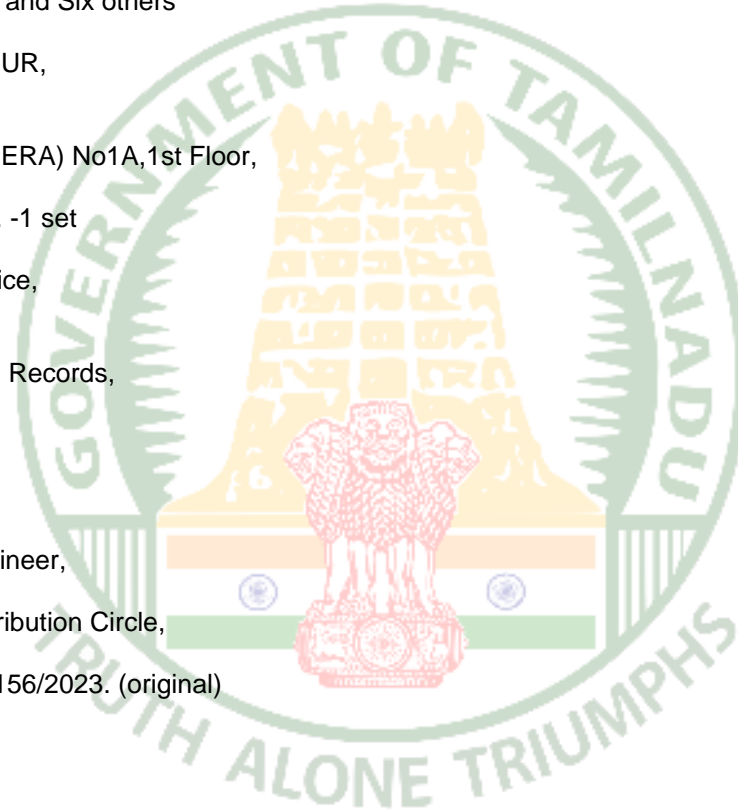 and Six others
UR,
ERA) No1A,1st Floor,
-1 set
ice,
Records,
ineer,
ribution Circle,
156/2023. (original)
GOVERNMENT OF TAMILNADU
TRUTH ALONE TRIUMPHS